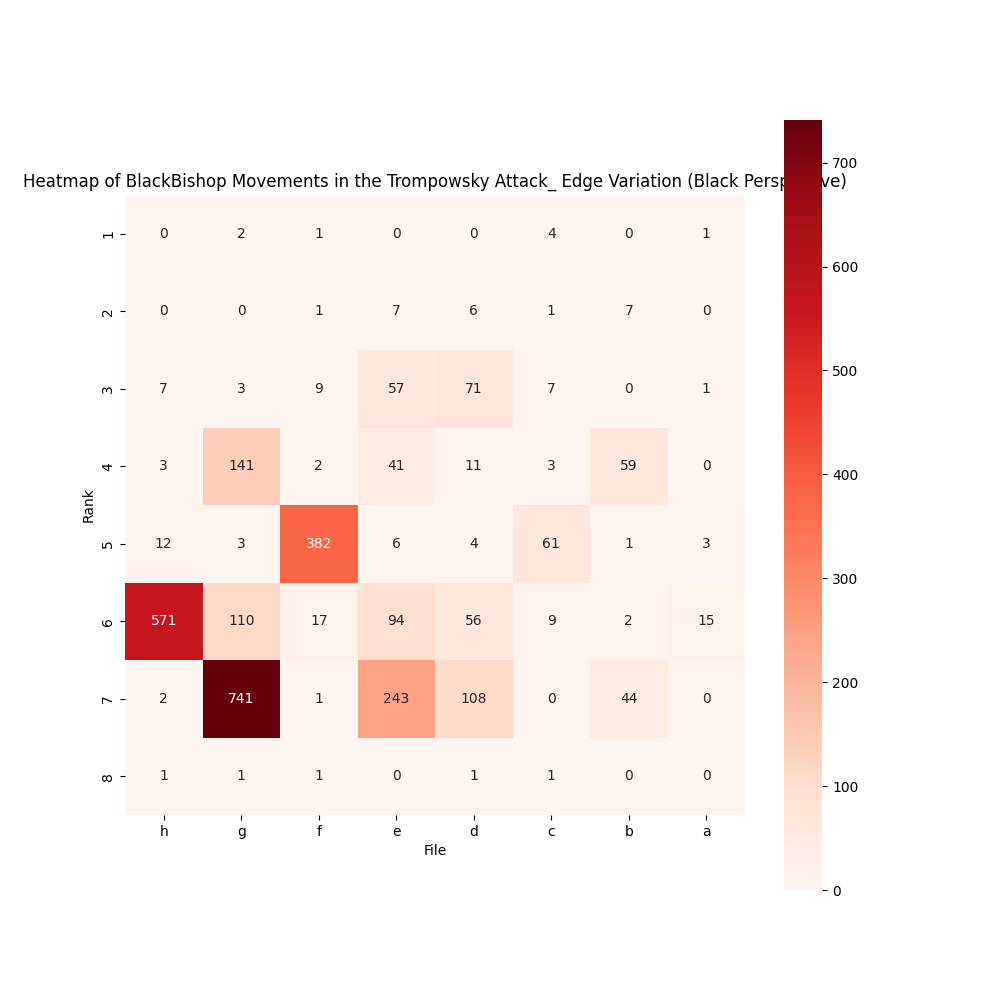 Heatmap of BlackBishop Movements in the Trompowsky Attack_ Edge Variation (Black Perspective)
1 0 2 1 0 0 4 0 1
2 0 0 1 7 6 1 7 0
3 7 3 9 57 71 7 0 1
4 3 141 2 41 11 3 59 0
5 12 3 382 6 4 61 1 3
6 571 110 17 94 56 9 2 15
7 2 741 1 243 108 0 44 0
8 1 1 1 0 1 1 0 0
h g f e d c b a
File
Rank
700
600
500
400
300
200
100
0